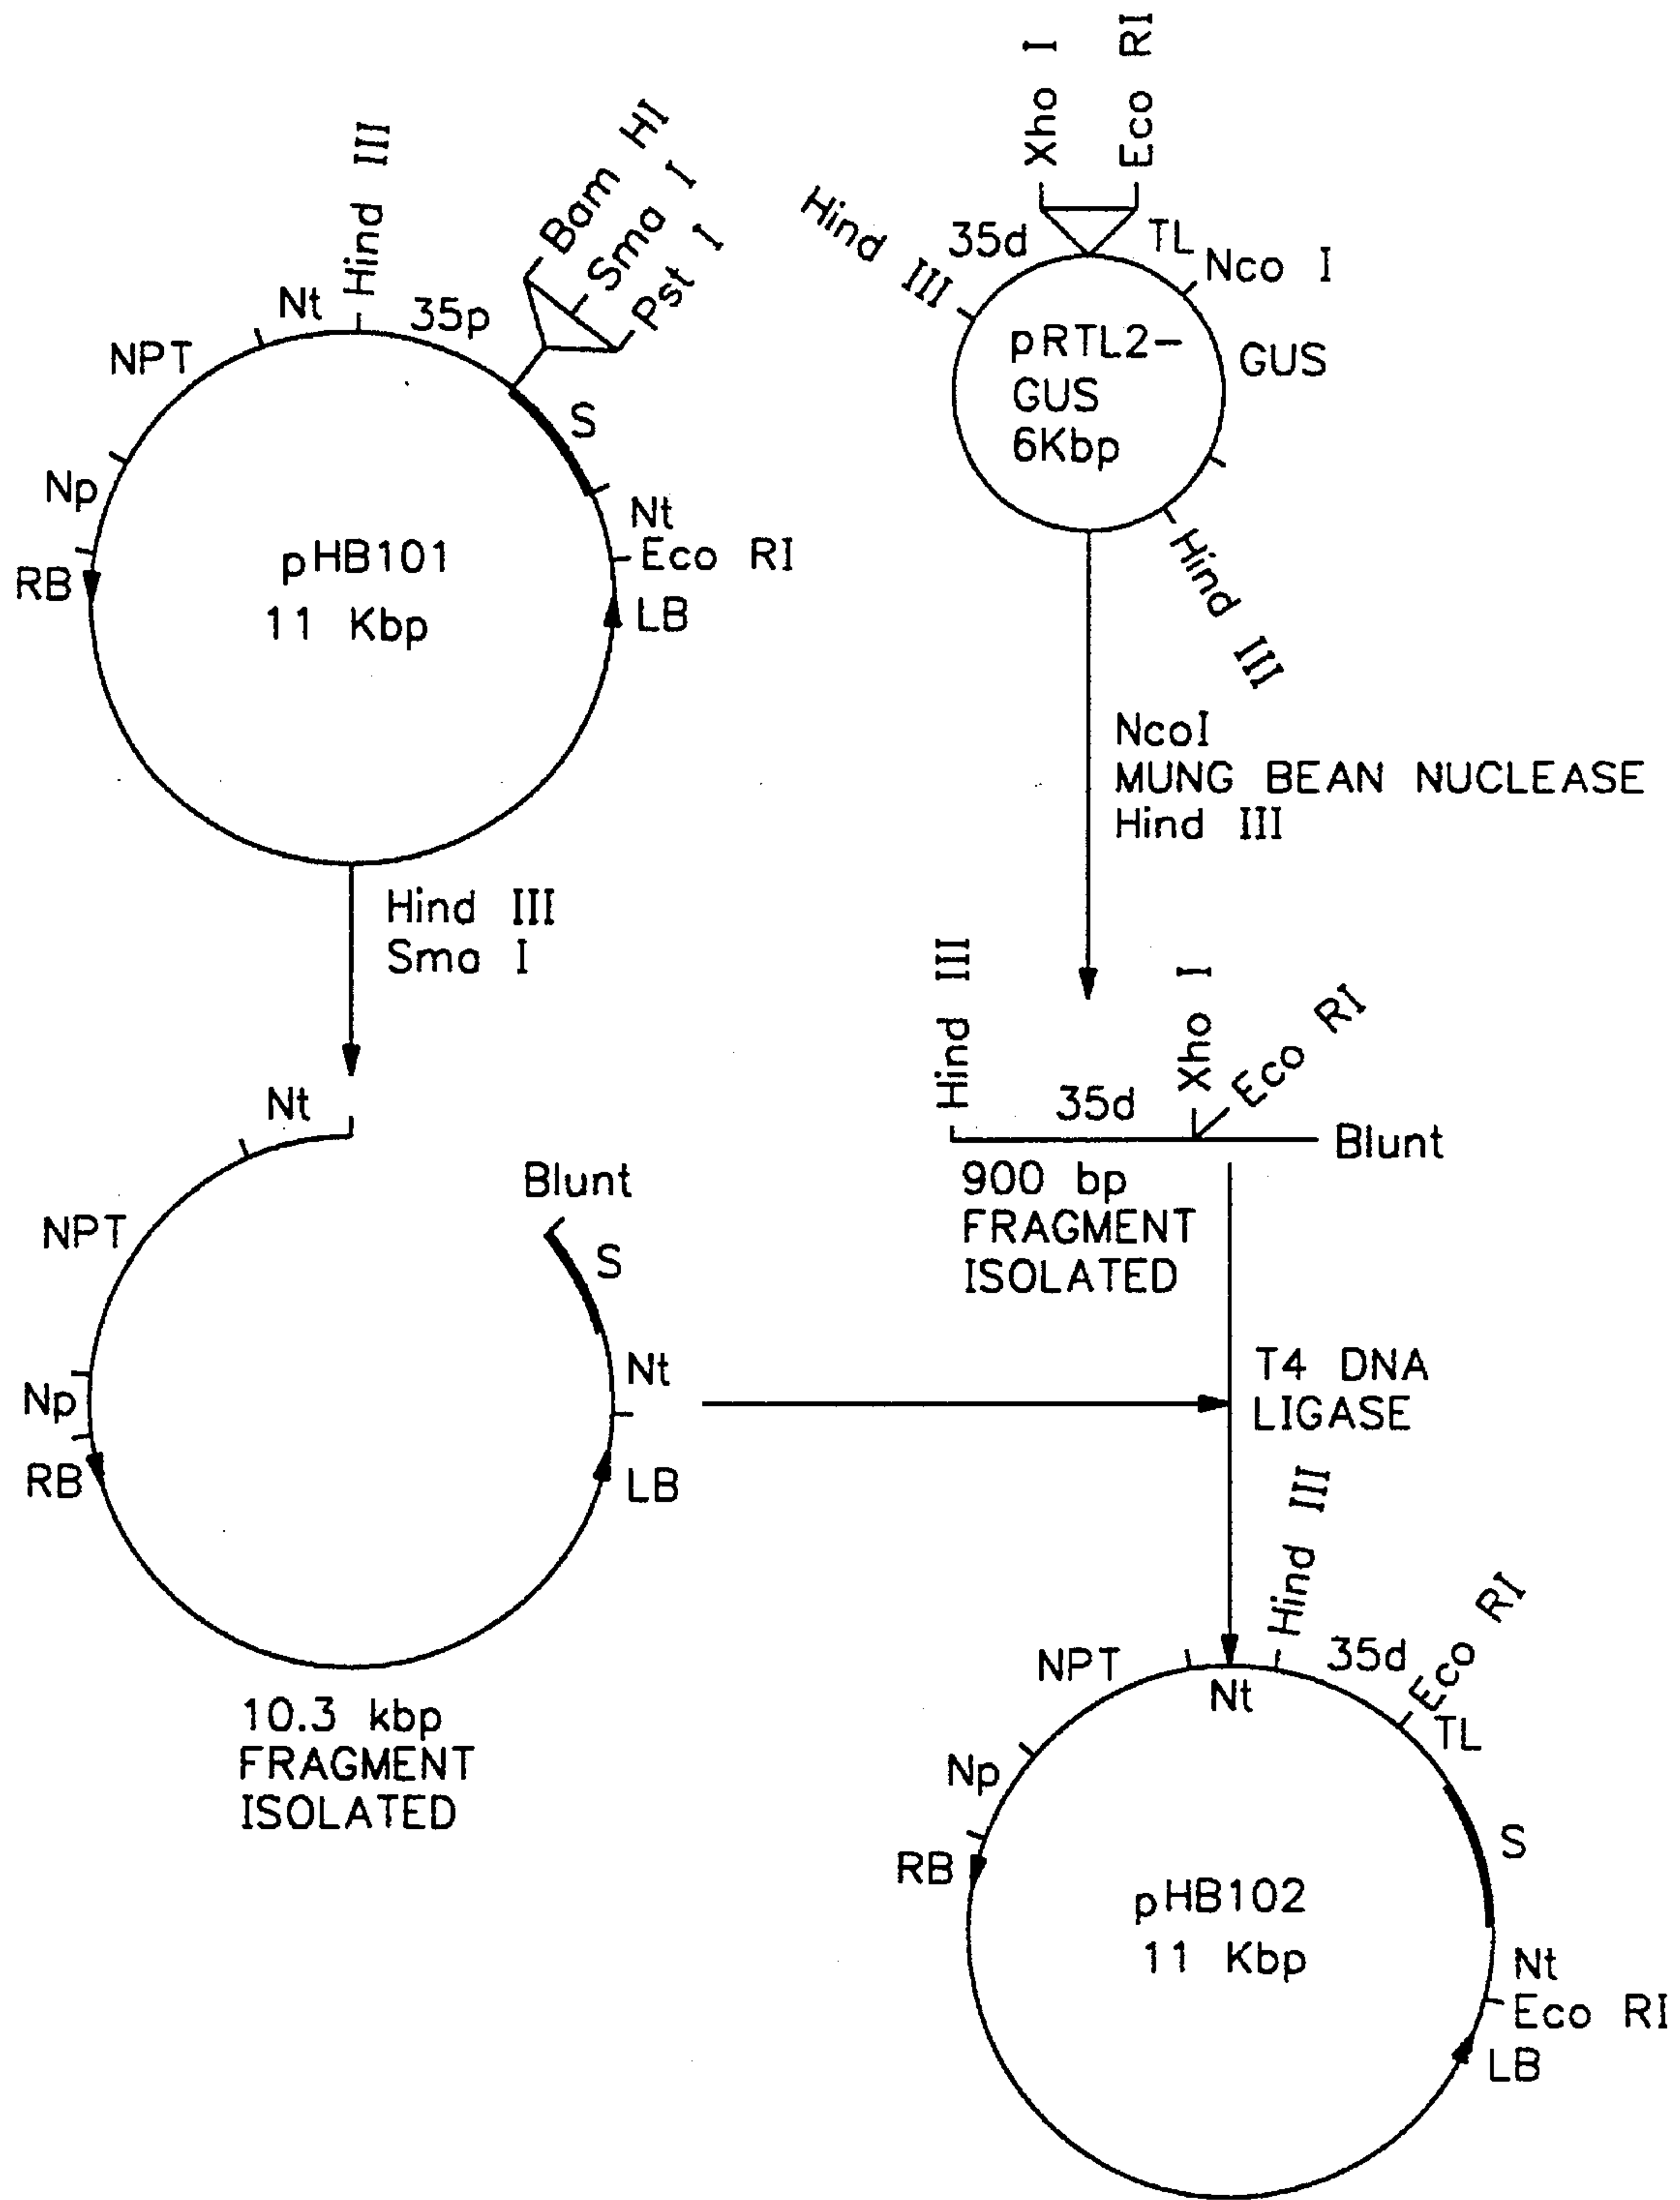 Hind III
Bam HI
Sma I
Pst I
Nt
35p
NPT
S
Np
Nt
Eco RI
RB
LB
pHB101
11 Kbp
Xho I
Eco RI
Hind III
35d
TL
Nco I
pRTL2-
GUS
6Kbp
GUS
Hind III
NcoI
MUNG BEAN NUCLEASE
Hind III
Hind III
Sma I
Nt
Blunt
NPT
S
Np
Nt
RB
LB
10.3 kbp
FRAGMENT
ISOLATED
Hind III
35d
Xho I
Eco RI
Blunt
900 bp
FRAGMENT
ISOLATED
T4 DNA
LIGASE
Hind III
NPT
Nt
35d
Eco RI
TL
Np
S
RB
pHB102
11 Kbp
Nt
Eco RI
LB